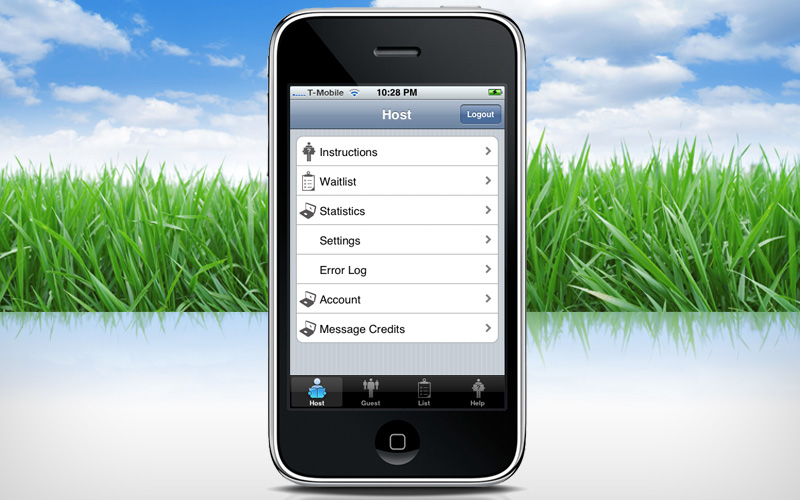 T-Mobile 10:28 PM
Host Logout
Instructions
Waitlist
Statistics
Settings
Error Log
Account
Message Credits
Host Guest List Help